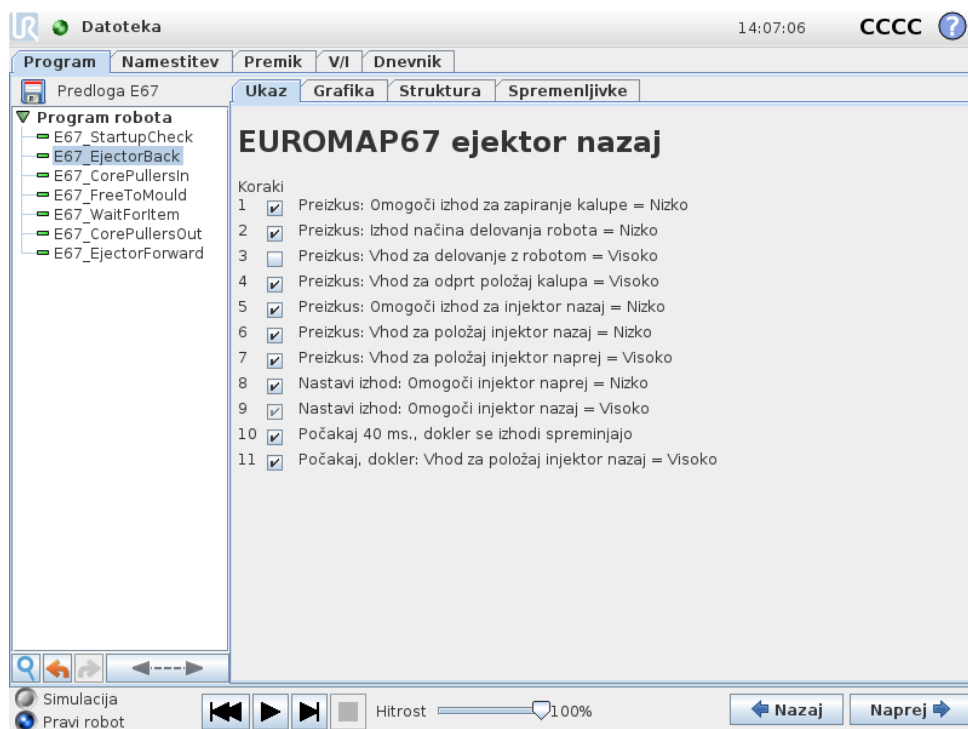 UR Datoteka 14:07:06 CCCC ?
Program Namestitev Premik V/I Dnevnik
Predloga E67
Ukaz Grafika Struktura Spremenljivke
Program robota
E67_StartupCheck
E67_EjectorBack
E67_CorePullersIn
E67_FreeToMould
E67_WaitForItem
E67_CorePullersOut
E67_EjectorForward
EUROMAP67 ejektor nazaj
Koraki
1 Preizkus: Omogoči izhod za zapiranje kalupe = Nizko
2 Preizkus: Izhod načina delovanja robota = Nizko
3 Preizkus: Vhod za delovanje z robotom = Visoko
4 Preizkus: Vhod za odprt položaj kalupa = Visoko
5 Preizkus: Omogoči izhod za injektor nazaj = Nizko
6 Preizkus: Vhod za položaj injektor nazaj = Nizko
7 Preizkus: Vhod za položaj injektor naprej = Visoko
8 Nastavi izhod: Omogoči injektor naprej = Nizko
9 Nastavi izhod: Omogoči injektor nazaj = Visoko
10 Počakaj 40 ms., dokler se izhodi spreminjajo
11 Počakaj, dokler: Vhod za položaj injektor nazaj = Visoko
Simulacija
Pravi robot
Hitrost 100%
Nazaj Naprej